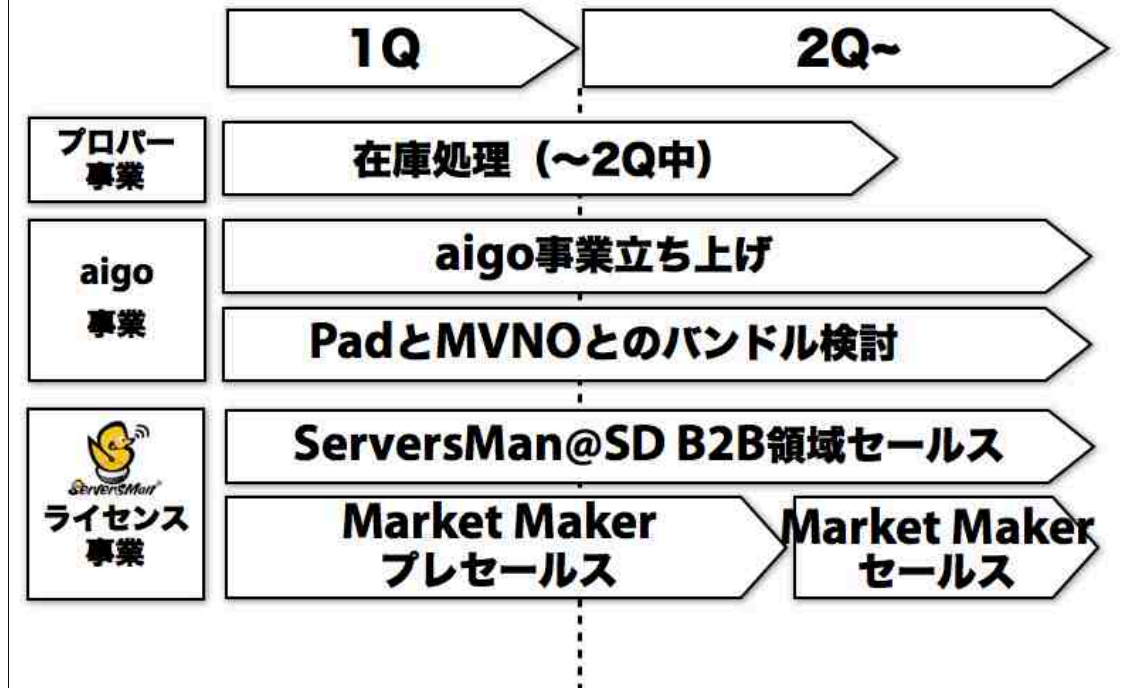 1Q
2Q~
プロパー
事業
在庫処理（～2Q中）
aigo
事業
aigo事業立ち上げ
PadとMVNOとのバンドル検討
ServersMan®
ライセンス
事業
ServersMan@SD B2B領域セールス
Market Maker
プレセールス
Market Maker
セールス